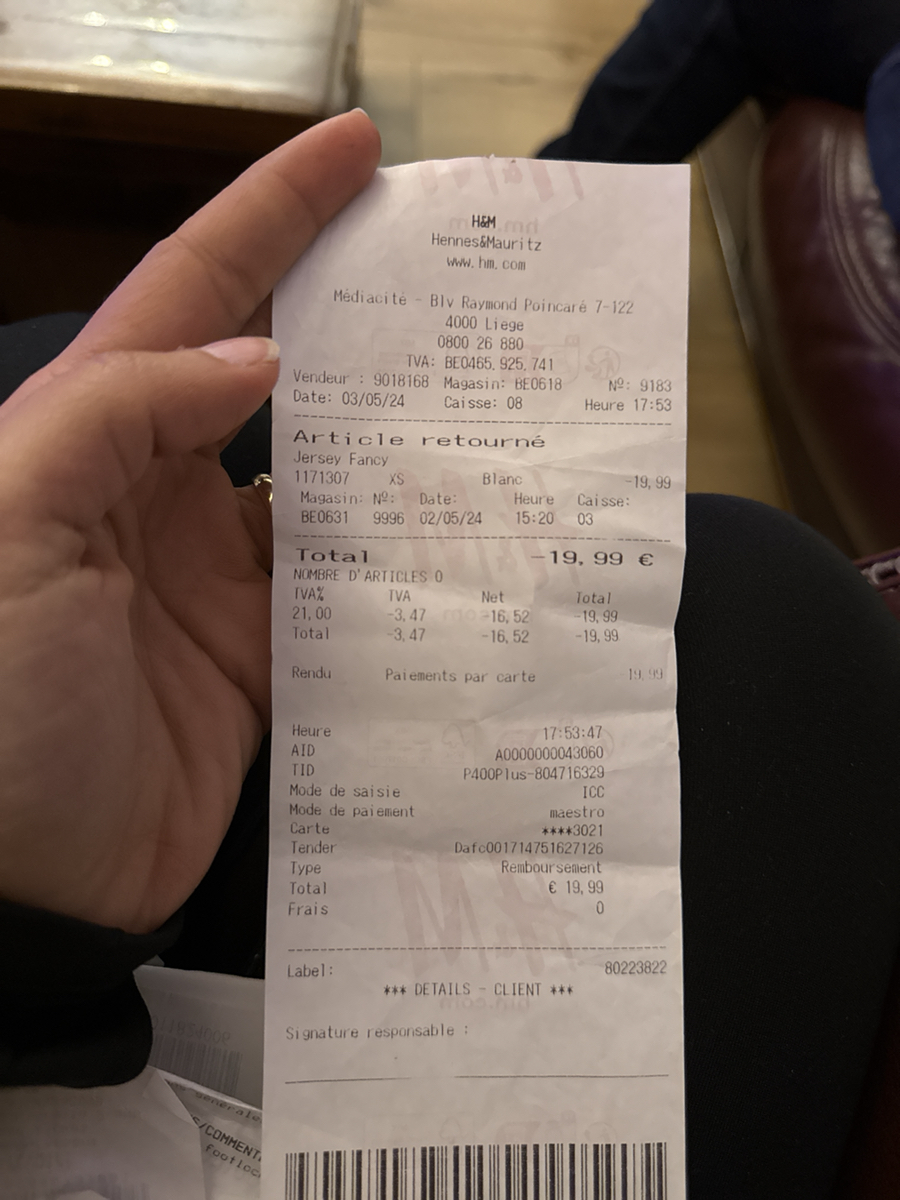 H&M
Hennes&Mauritz
www.hm.com
Médiacité - Blv Raymond Poincaré 7-122
4000 Liege
0800 26 880
TVA: BE0465.925.741
Vendeur : 9018168 Magasin: BE0618 Nº: 9183
Date: 03/05/24 Caisse: 08 Heure 17:53
Article retourné
Jersey Fancy
1171307 XS Blanc -19,99
Magasin: Nº: Date: Heure Caisse:
BE0631 9996 02/05/24 15:20 03
Total -19,99 €
NOMBRE D'ARTICLES 0
TVA% TVA Net Total
21,00 -3,47 -16,52 -19,99
Total -3,47 -16,52 -19,99
Rendu Paiements par carte -19,99
Heure 17:53:47
AID A0000000043060
TID P400Plus-804716329
Mode de saisie ICC
Mode de paiement maestro
Carte ****3021
Tender Dafc001714751627126
Type Remboursement
Total € 19,99
Frais 0
Label: 80223822
*** DETAILS - CLIENT ***
Signature responsable :